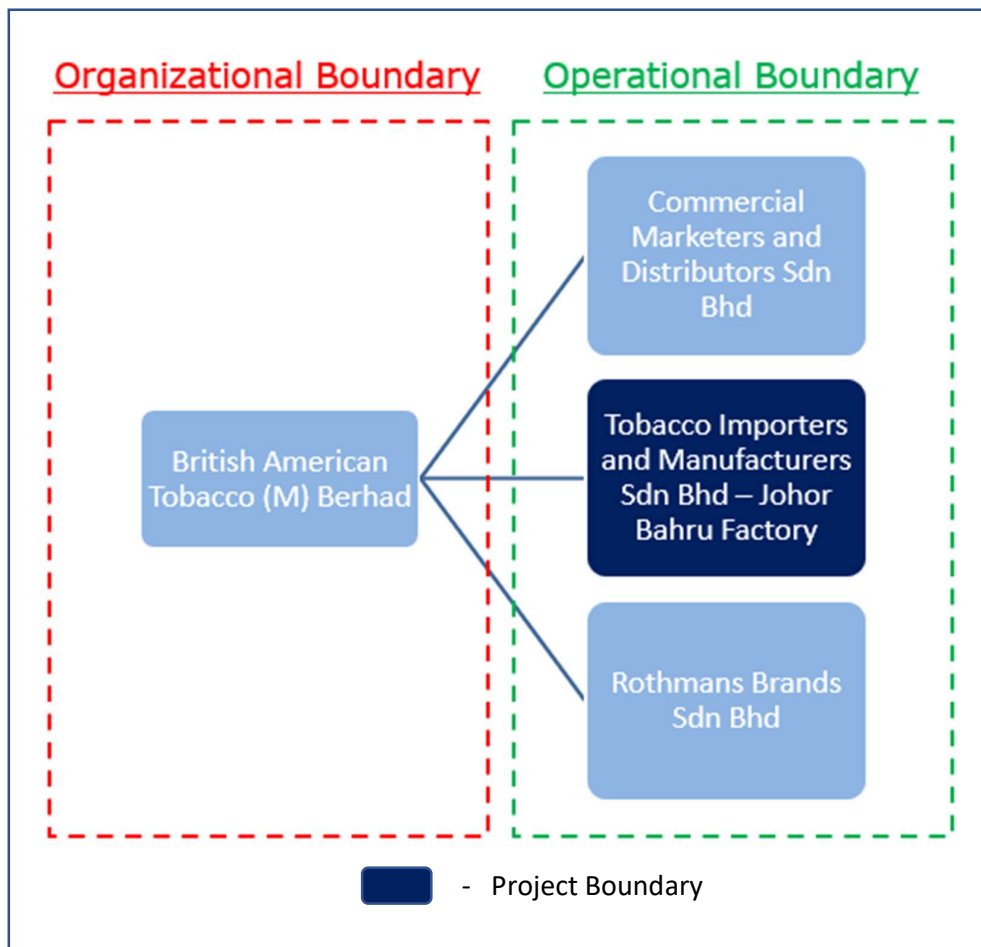 Organizational Boundary
Operational Boundary
British American
Tobacco (M) Berhad
Commercial
Marketers and
Distributors Sdn
Bhd
Tobacco Importers
and Manufacturers
Sdn Bhd – Johor
Bahru Factory
Rothmans Brands
Sdn Bhd
- Project Boundary